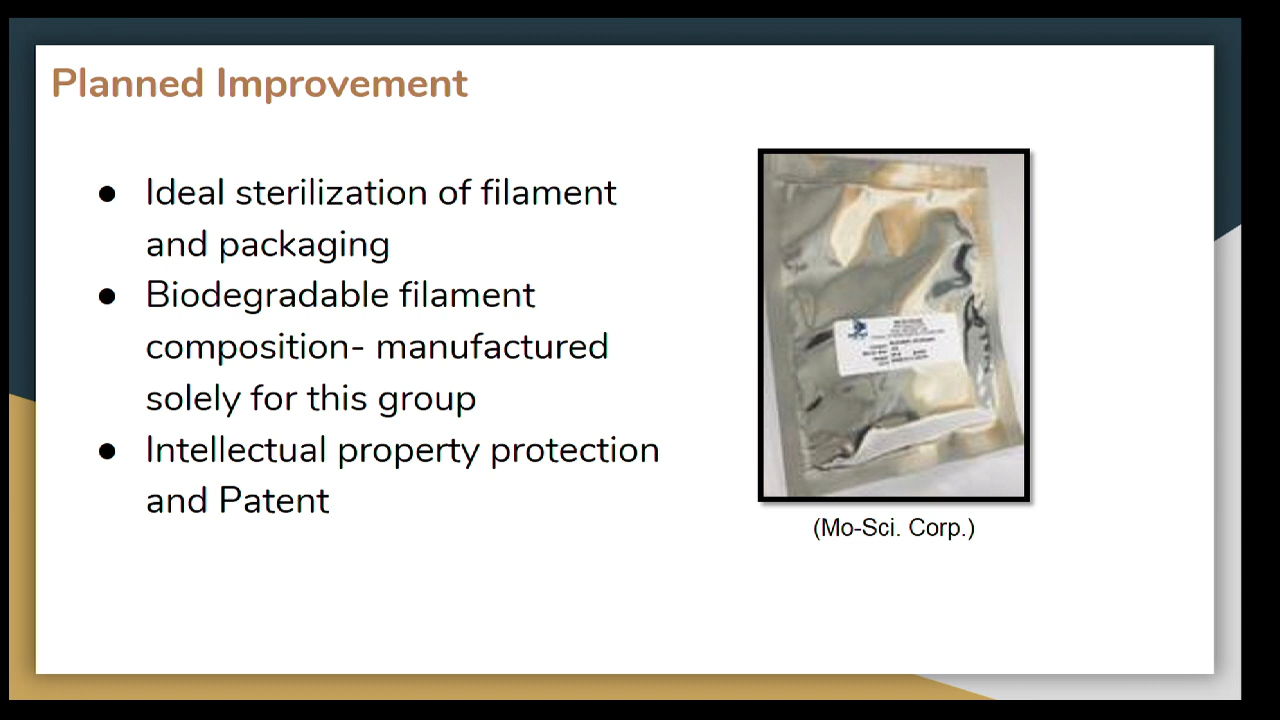 Planned Improvement
● Ideal sterilization of filament
and packaging
● Biodegradable filament
composition- manufactured
solely for this group
● Intellectual property protection
and Patent
(Mo-Sci. Corp.)